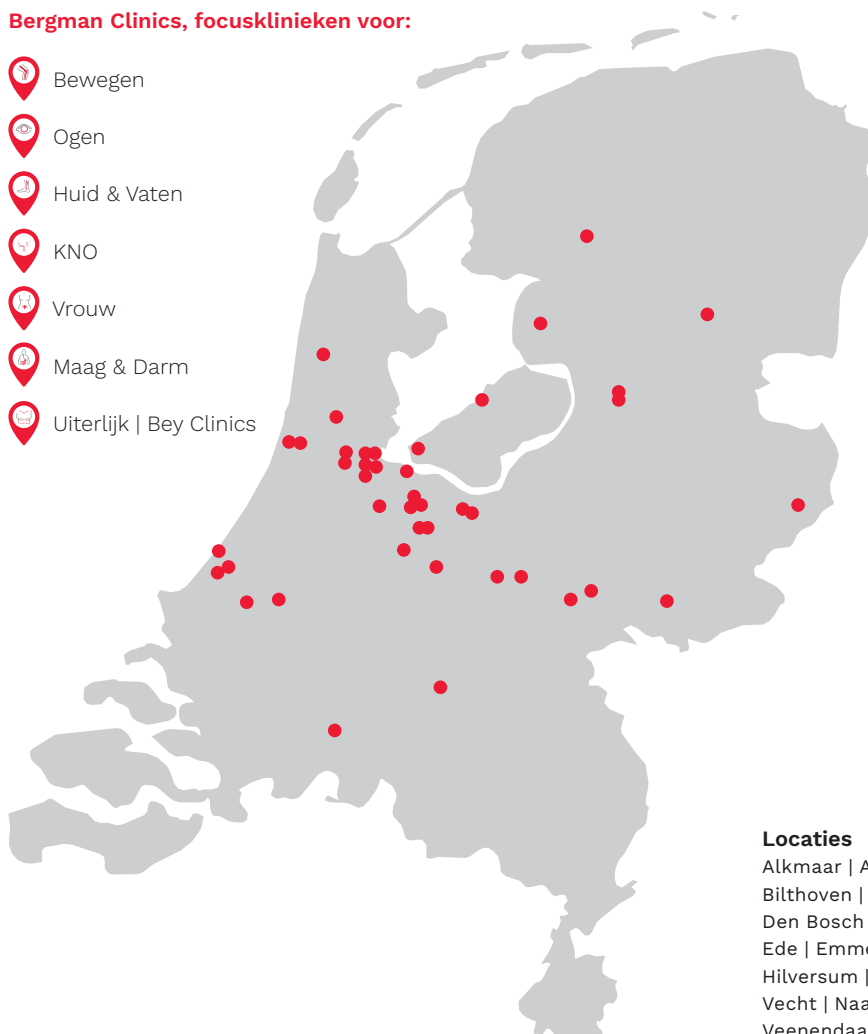 Bergman Clinics, focusklinieken voor:
Bewegen
Ogen
Huid & Vaten
KNO
Vrouw
Maag & Darm
Uiterlijk | Bey Clinics
Locaties
Alkmaar |
Bilthoven |
Den Bosch
Ede |
Hilversum |
Vecht |